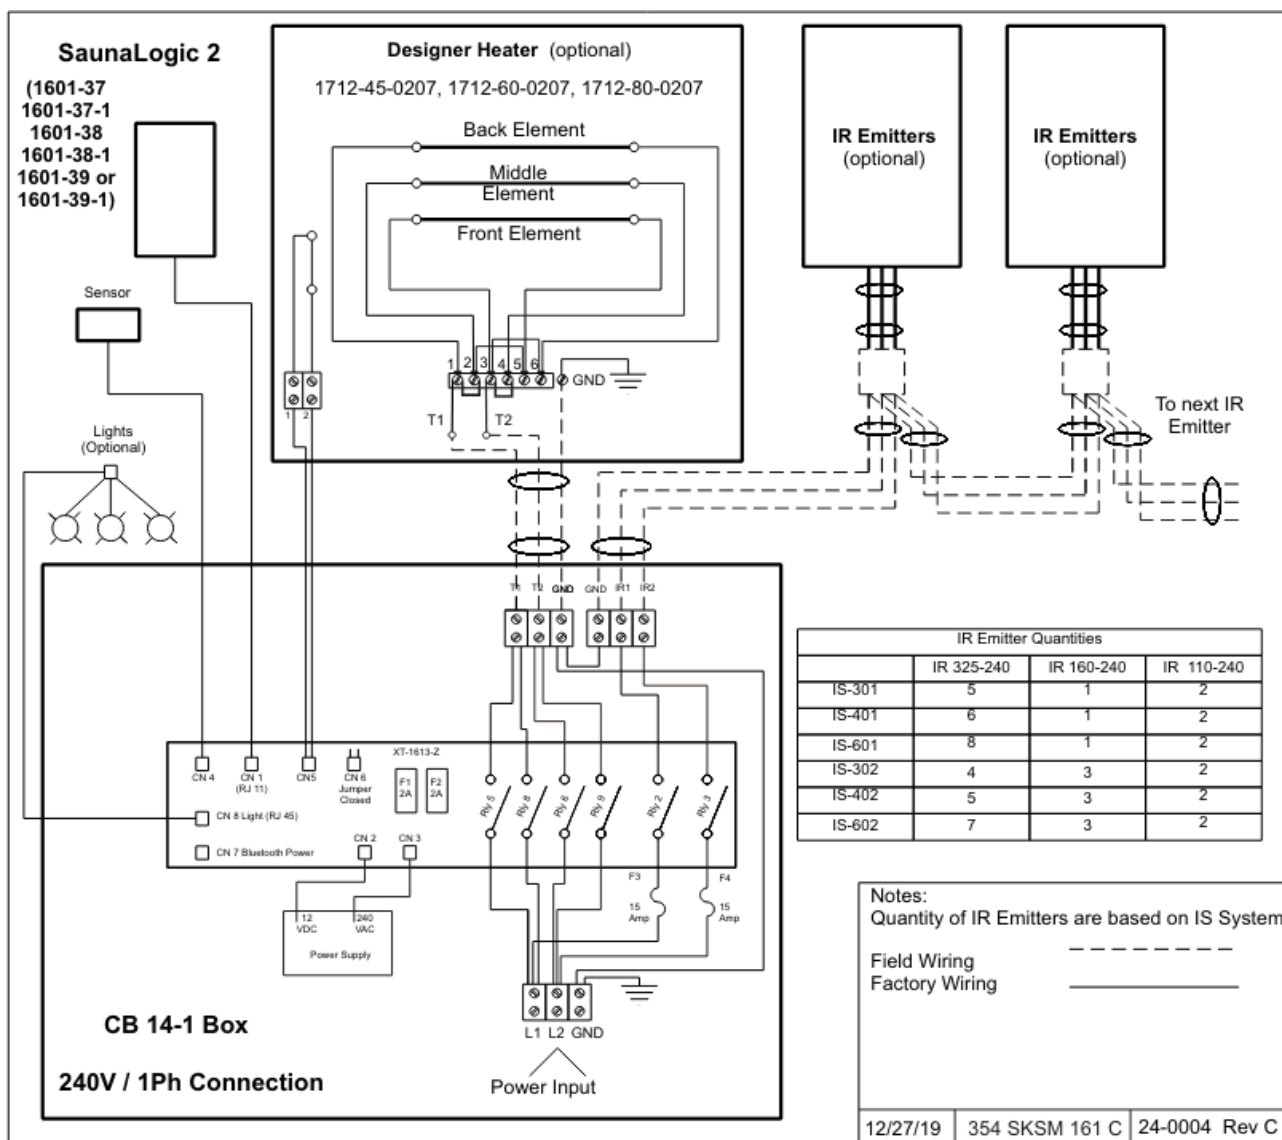 SaunaLogic 2
(1601-37
1601-37-1
1601-38
1601-38-1
1601-39 or
1601-39-1)
Designer Heater (optional)
1712-45-0207, 1712-60-0207, 1712-80-0207
Back Element
Middle
Element
Front Element
1 2 3 4 5 6
GND
T1 T2
1 2
IR Emitters
(optional)
IR Emitters
(optional)
To next IR
Emitter
Sensor
Lights
(Optional)
T1 T2 GND GND IR1 IR2
XT-1613-Z
CN 4
CN 1
(RJ 11)
CN5
CN 6
Jumper
Closed
F1
2A
F2
2A
Rly 5
Rly 8
Rly 6
Rly 9
Rly 2
Rly 3
CN 8 Light (RJ 45)
CN 7 Bluetooth Power
CN 2
CN 3
F3
15
Amp
F4
15
Amp
12
VDC
240
VAC
Power Supply
L1 L2 GND
Power Input
CB 14-1 Box
240V / 1Ph Connection
IR Emitter Quantities
IR 325-240 IR 160-240 IR 110-240
IS-301 5 1 2
IS-401 6 1 2
IS-601 8 1 2
IS-302 4 3 2
IS-402 5 3 2
IS-602 7 3 2
Notes:
Quantity of IR Emitters are based on IS System
Field Wiring
Factory Wiring
12/27/19 354 SKSM 161 C 24-0004 Rev C